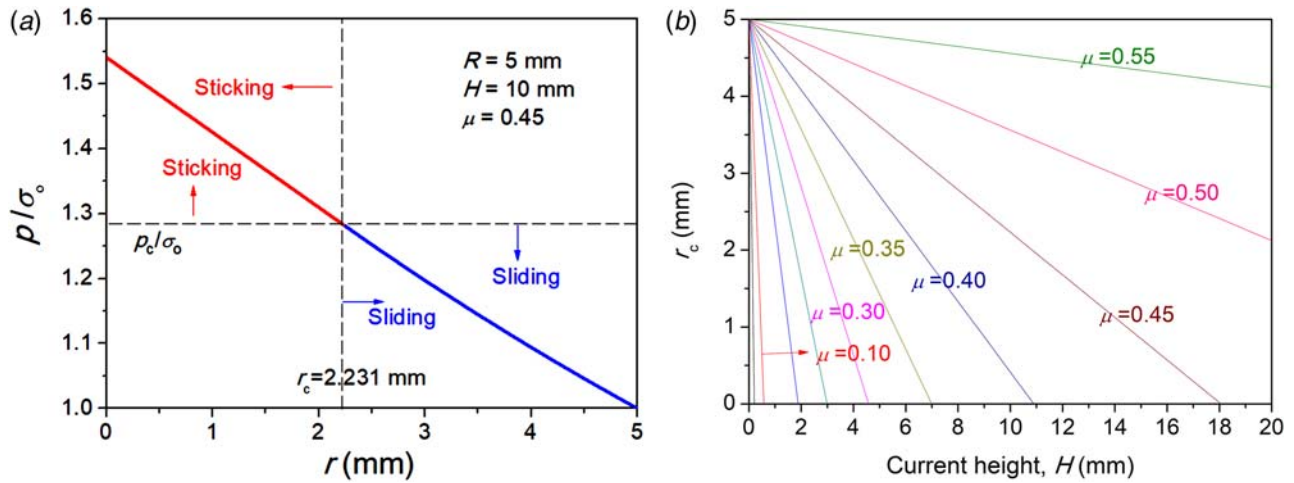 (a)
1.6
1.5
1.4
1.3
1.2
1.1
1.0
p/σₒ
Sticking
Sticking
R = 5 mm
H = 10 mm
μ = 0.45
p_c/σₒ
Sliding
Sliding
r_c=2.231 mm
0 1 2 3 4 5
r (mm)
(b)
5
4
3
2
1
0
r_c (mm)
μ =0.55
μ =0.50
μ =0.35
μ =0.40
μ =0.45
μ =0.30
μ =0.10
0 2 4 6 8 10 12 14 16 18 20
Current height, H (mm)